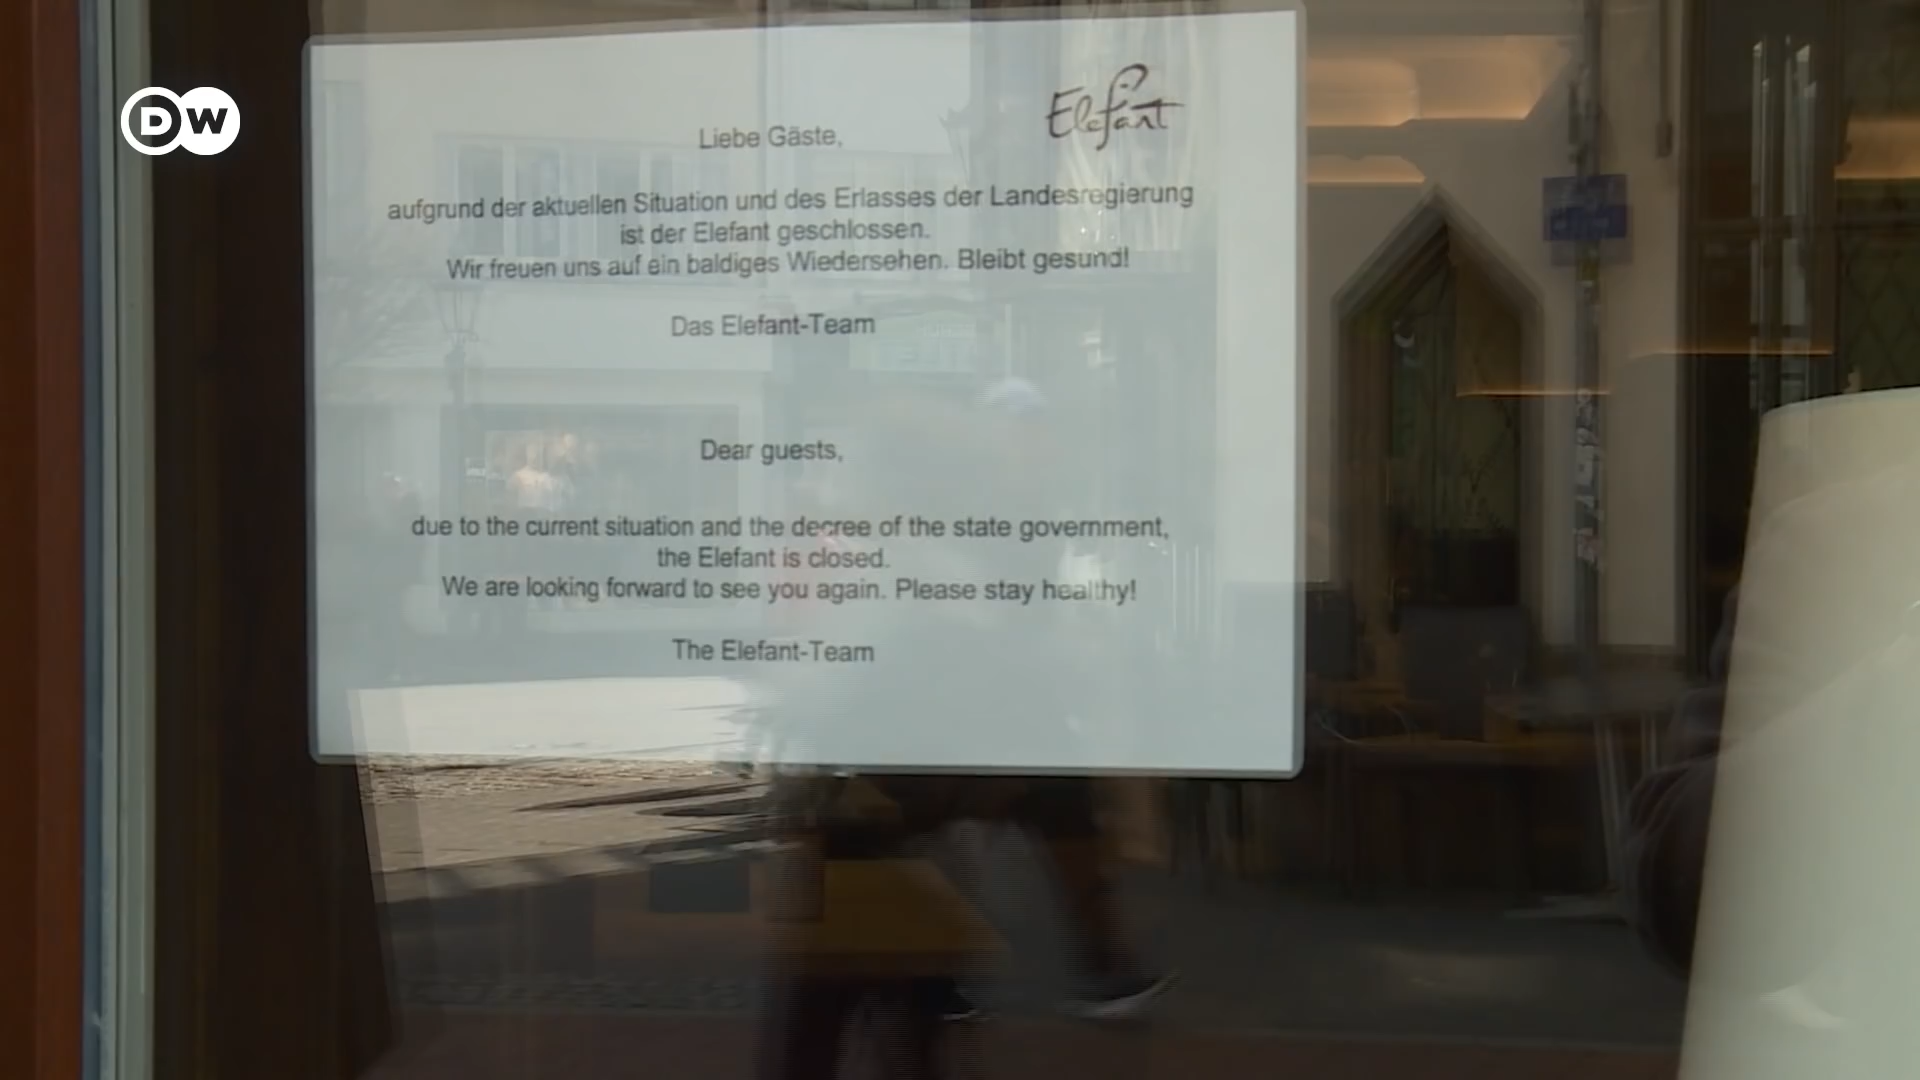 DW
Elefant
Liebe Gäste,
aufgrund der aktuellen Situation und des Erlasses der Landesregierung
ist der Elefant geschlossen.
Wir freuen uns auf ein baldiges Wiedersehen. Bleibt gesund!
Das Elefant-Team
Dear guests,
due to the current situation and the decree of the state government,
the Elefant is closed.
We are looking forward to see you again. Please stay healthy!
The Elefant-Team